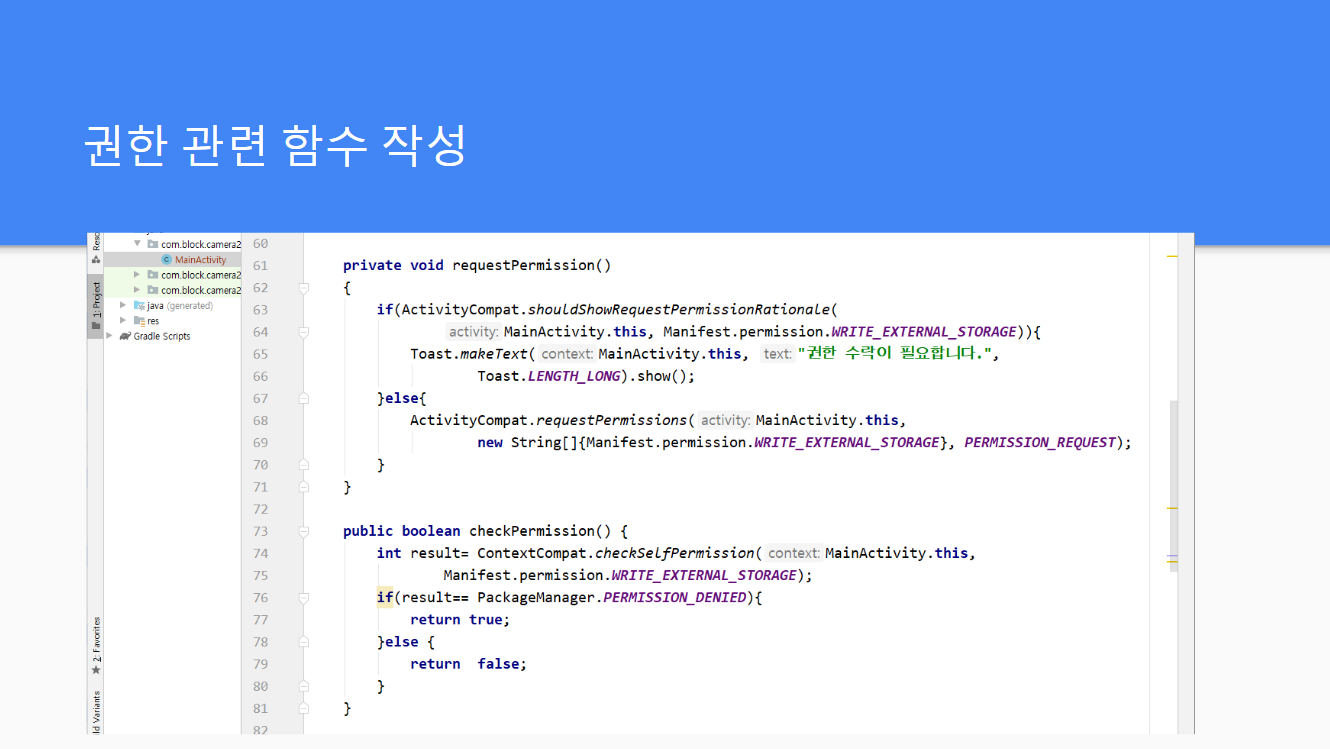 권한 관련 함수 작성
Reso
com.block.camera2
MainActivity
com.block.camera2
com.block.camera2
java (generated)
res
Gradle Scripts
1: Project
2: Favorites
ld Variants
60
61 private void requestPermission()
62 {
63 if(ActivityCompat.shouldShowRequestPermissionRationale(
64 activity: MainActivity.this, Manifest.permission.WRITE_EXTERNAL_STORAGE)){
65 Toast.makeText( context: MainActivity.this, text: "권한 수락이 필요합니다.",
66 Toast.LENGTH_LONG).show();
67 }else{
68 ActivityCompat.requestPermissions( activity: MainActivity.this,
69 new String[]{Manifest.permission.WRITE_EXTERNAL_STORAGE}, PERMISSION_REQUEST);
70 }
71 }
72
73 public boolean checkPermission() {
74 int result= ContextCompat.checkSelfPermission( context: MainActivity.this,
75 Manifest.permission.WRITE_EXTERNAL_STORAGE);
76 if(result== PackageManager.PERMISSION_DENIED){
77 return true;
78 }else {
79 return  false;
80 }
81 }
82